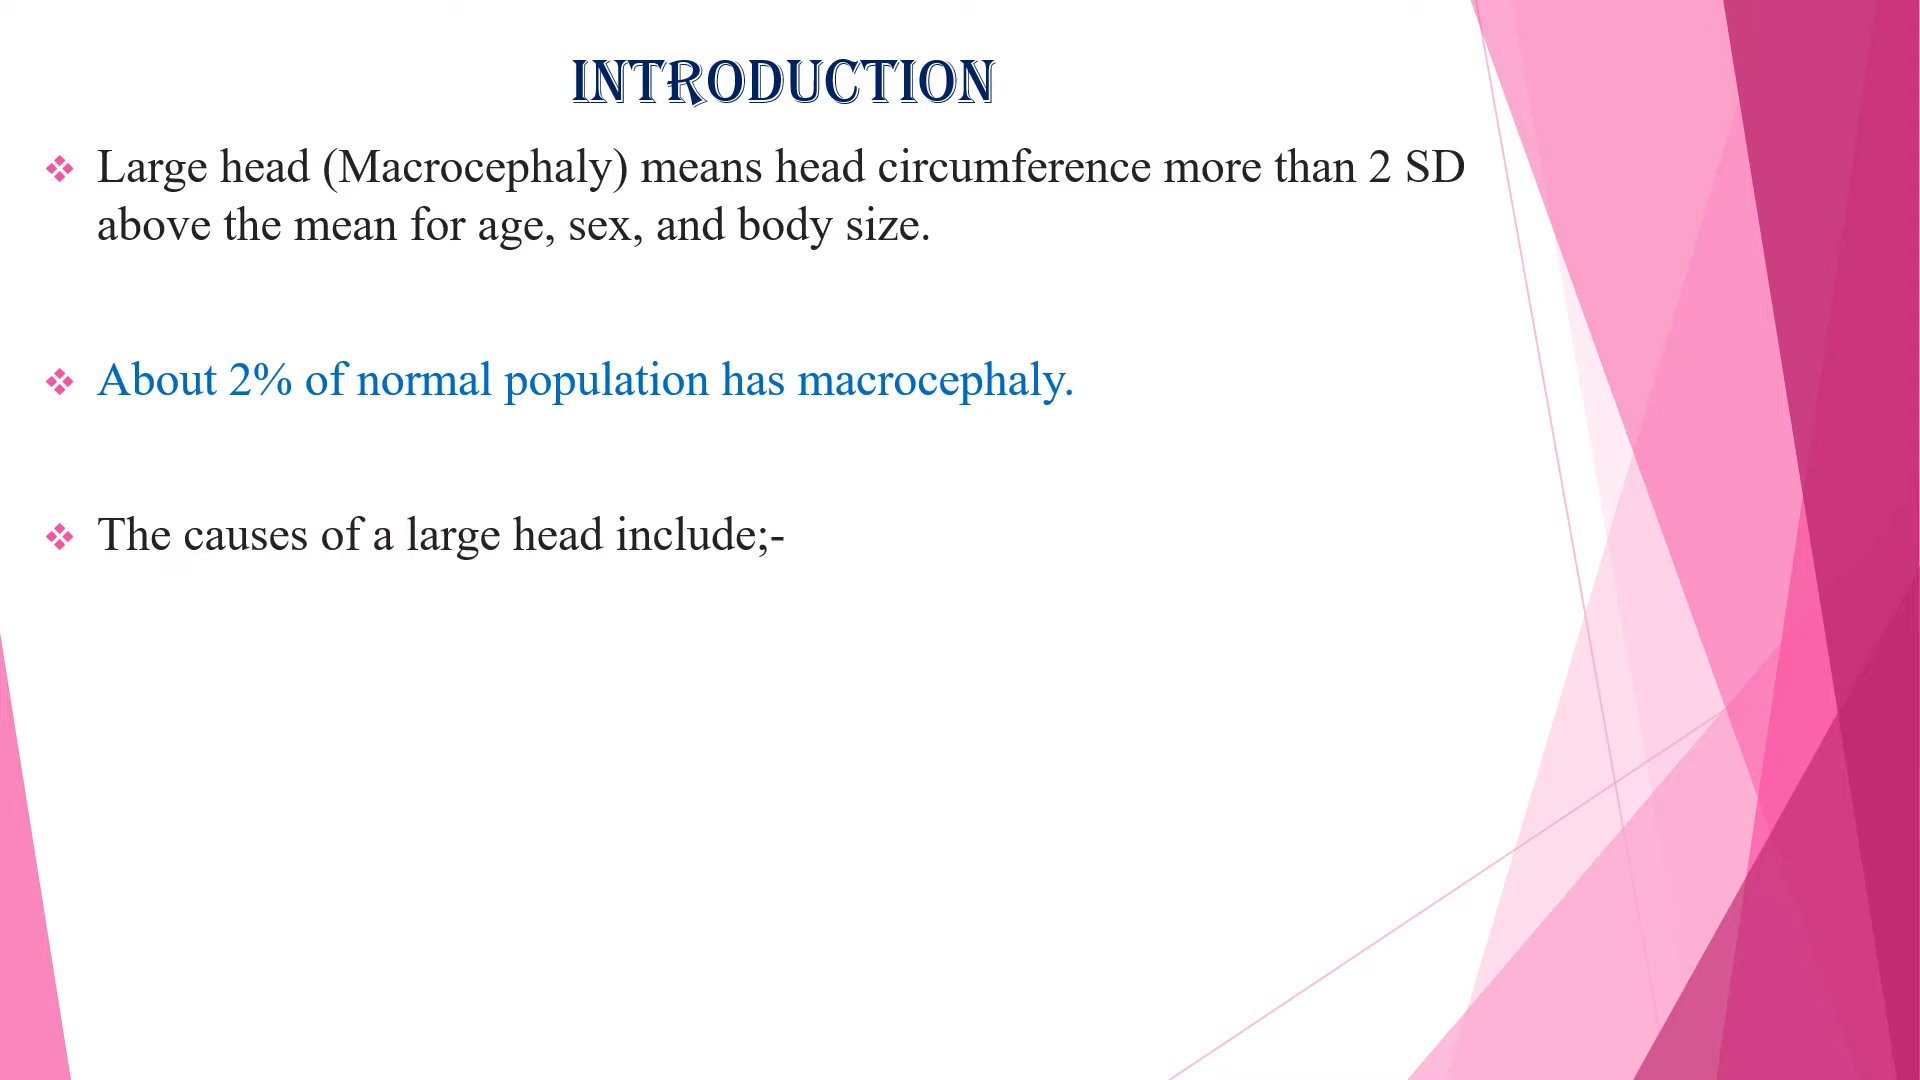 INTRODUCTION
❖ Large head (Macrocephaly) means head circumference more than 2 SD
above the mean for age, sex, and body size.
❖ About 2% of normal population has macrocephaly.
❖ The causes of a large head include;-